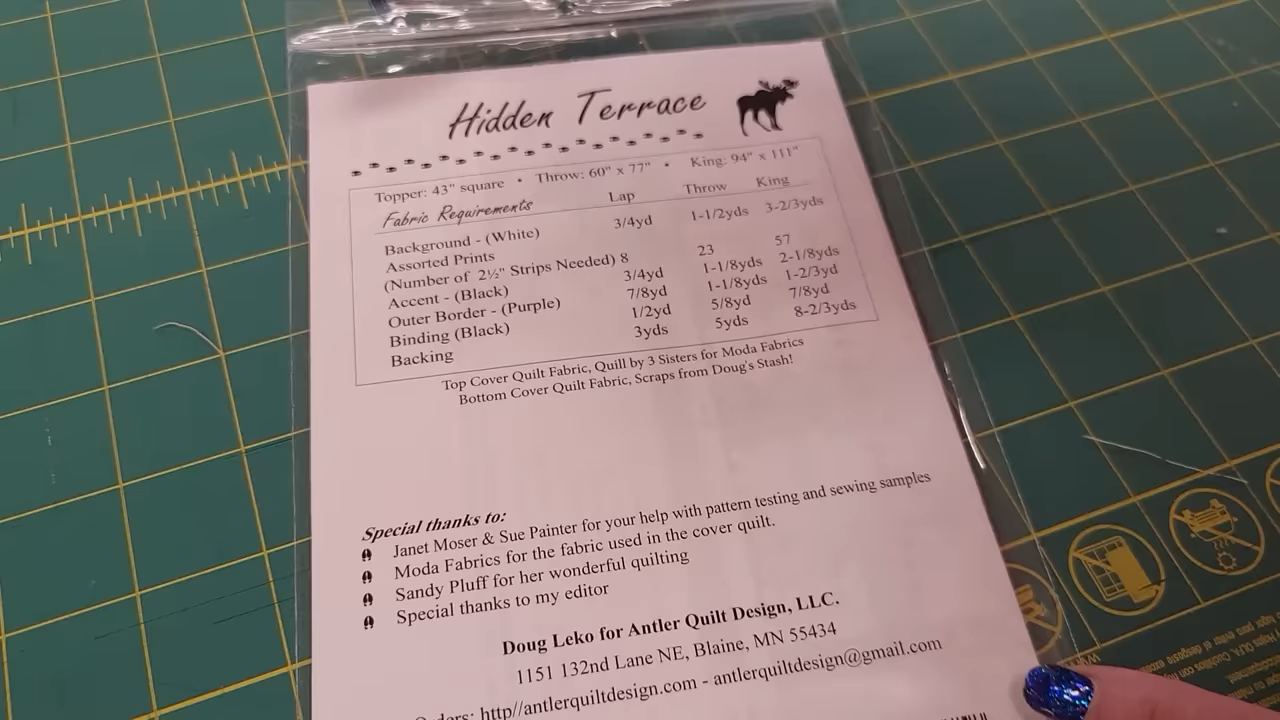 Hidden Terrace
Topper: 43" square • Throw: 60" x 77" • King: 94" x 111"
Fabric Requirements Lap Throw King
Background - (White) 3/4yd 1-1/2yds 3-2/3yds
Assorted Prints
(Number of 2½" Strips Needed) 8 23 57
Accent - (Black) 3/4yd 1-1/8yds 2-1/8yds
Outer Border - (Purple) 7/8yd 1-1/8yds 1-2/3yd
Binding (Black) 1/2yd 5/8yd 7/8yd
Backing 3yds 5yds 8-2/3yds
Top Cover Quilt Fabric, Quill by 3 Sisters for Moda Fabrics
Bottom Cover Quilt Fabric, Scraps from Doug's Stash!
Special thanks to:
Janet Moser & Sue Painter for your help with pattern testing and sewing samples
Moda Fabrics for the fabric used in the cover quilt.
Sandy Pluff for her wonderful quilting
Special thanks to my editor
Doug Leko for Antler Quilt Design, LLC.
1151 132nd Lane NE, Blaine, MN 55434
http//antlerquiltdesign.com - antlerquiltdesign@gmail.com